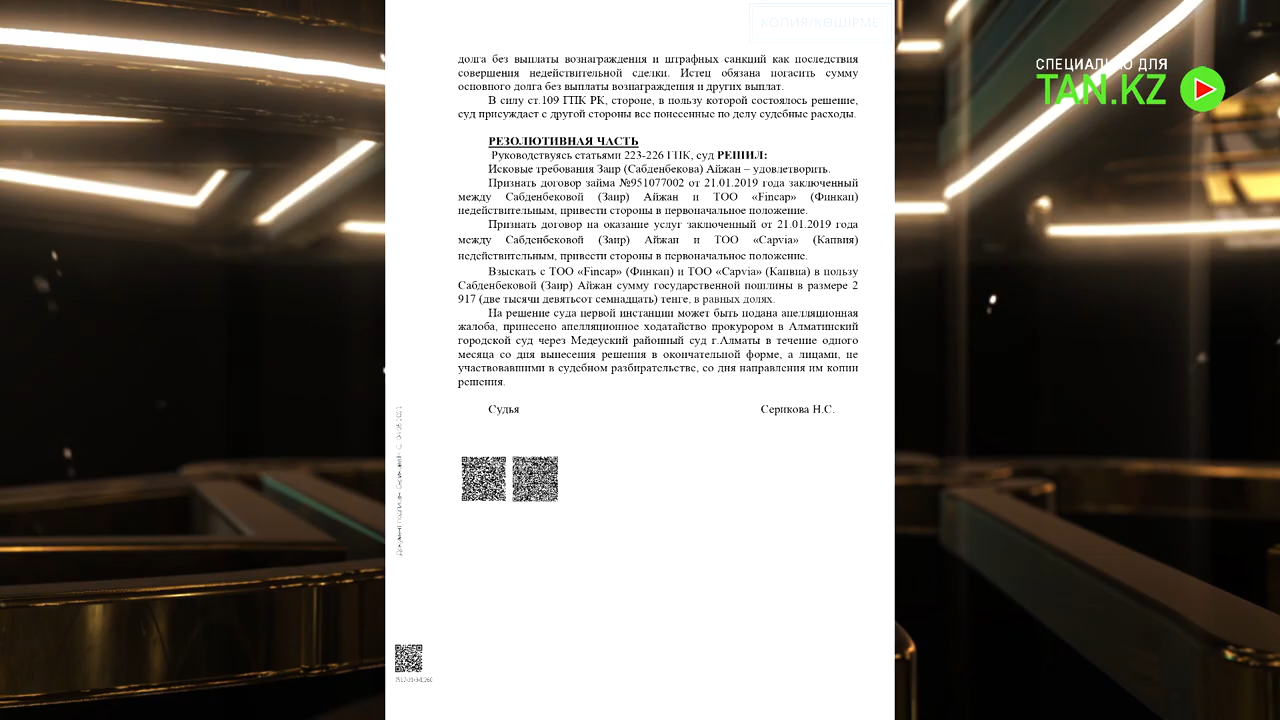 КОПИЯ/КӨШІРМЕ
СПЕЦИАЛЬНО ДЛЯ
TAN.KZ
долга без выплаты вознаграждения и штрафных санкций как последствия
совершения недействительной сделки. Истец обязана погасить сумму
основного долга без выплаты вознаграждения и других выплат.
В силу ст.109 ГПК РК, стороне, в пользу которой состоялось решение,
суд присуждает с другой стороны все понесенные по делу судебные расходы.
РЕЗОЛЮТИВНАЯ ЧАСТЬ
Руководствуясь статьями 223-226 ГПК, суд РЕШИЛ:
Исковые требования Заир (Сабденбекова) Айжан – удовлетворить.
Признать договор займа №951077002 от 21.01.2019 года заключенный
между Сабденбековой (Заир) Айжан и ТОО «Fincap» (Финкап)
недействительным, привести стороны в первоначальное положение.
Признать договор на оказание услуг заключенный от 21.01.2019 года
между Сабденбековой (Заир) Айжан и ТОО «Capvia» (Капвия)
недействительным, привести стороны в первоначальное положение.
Взыскать с ТОО «Fincap» (Финкап) и ТОО «Capvia» (Капвиа) в пользу
Сабденбековой (Заир) Айжан сумму государственной пошлины в размере 2
917 (две тысячи девятьсот семнадцать) тенге, в равных долях.
На решение суда первой инстанции может быть подана апелляционная
жалоба, принесено апелляционное ходатайство прокурором в Алматинский
городской суд через Медеуский районный суд г.Алматы в течение одного
месяца со дня вынесения решения в окончательной форме, а лицами, не
участвовавшими в судебном разбирательстве, со дня направления им копии
решения.
Судья Серикова Н.С.